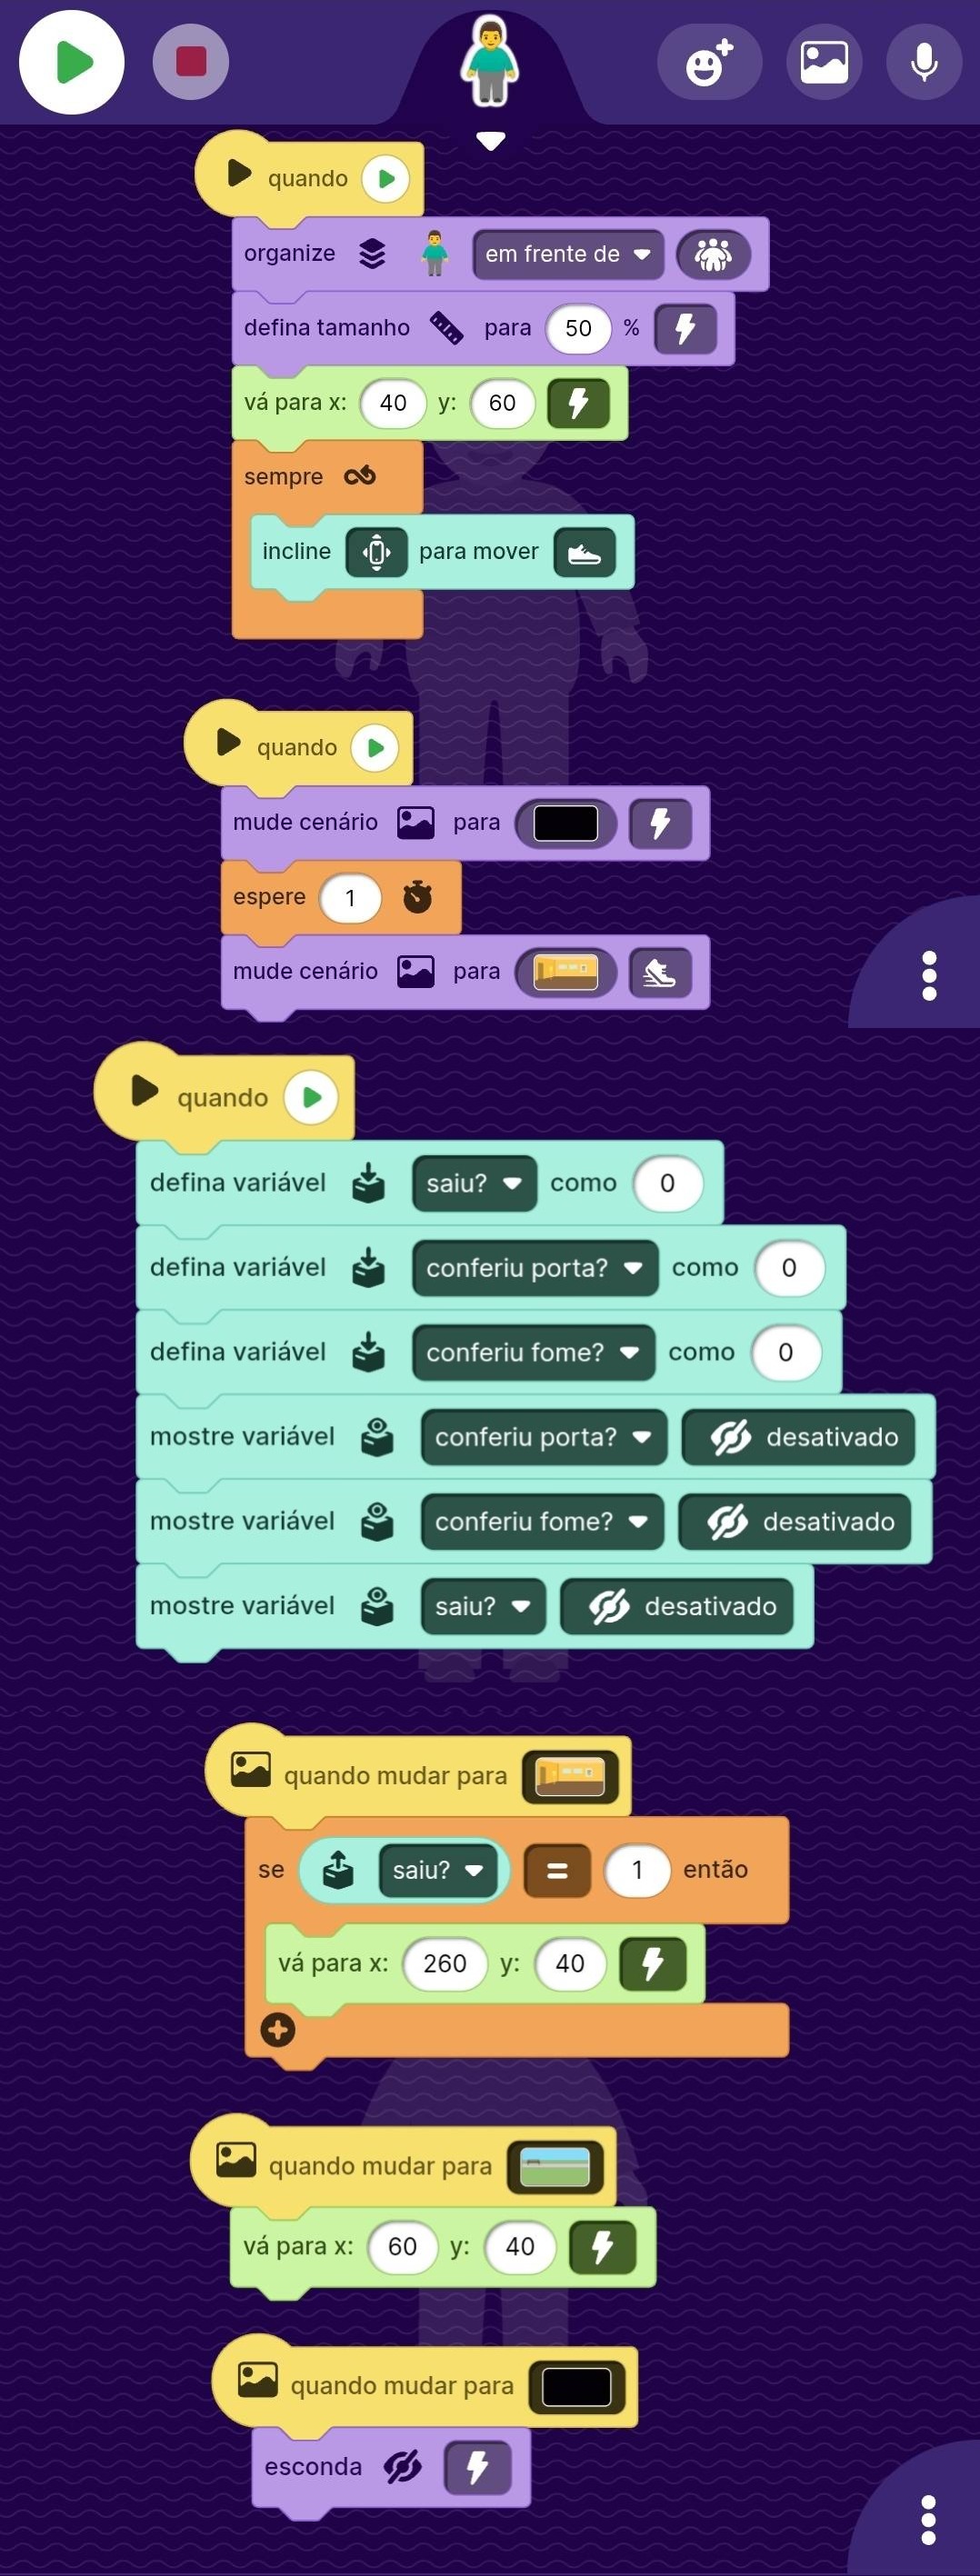 quando
organize em frente de
defina tamanho para 50 %
vá para x: 40 y: 60
sempre
incline para mover
quando
mude cenário para
espere 1
mude cenário para
quando
defina variável saiu? como 0
defina variável conferiu porta? como 0
defina variável conferiu fome? como 0
mostre variável conferiu porta? desativado
mostre variável conferiu fome? desativado
mostre variável saiu? desativado
quando mudar para
se saiu? = 1 então
vá para x: 260 y: 40
quando mudar para
vá para x: 60 y: 40
quando mudar para
esconda